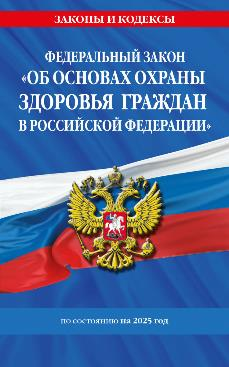 ЗАКОНЫ И КОДЕКСЫ
ФЕДЕРАЛЬНЫЙ ЗАКОН
«ОБ ОСНОВАХ ОХРАНЫ
ЗДОРОВЬЯ ГРАЖДАН
В РОССИЙСКОЙ ФЕДЕРАЦИИ»
по состоянию на 2025 год